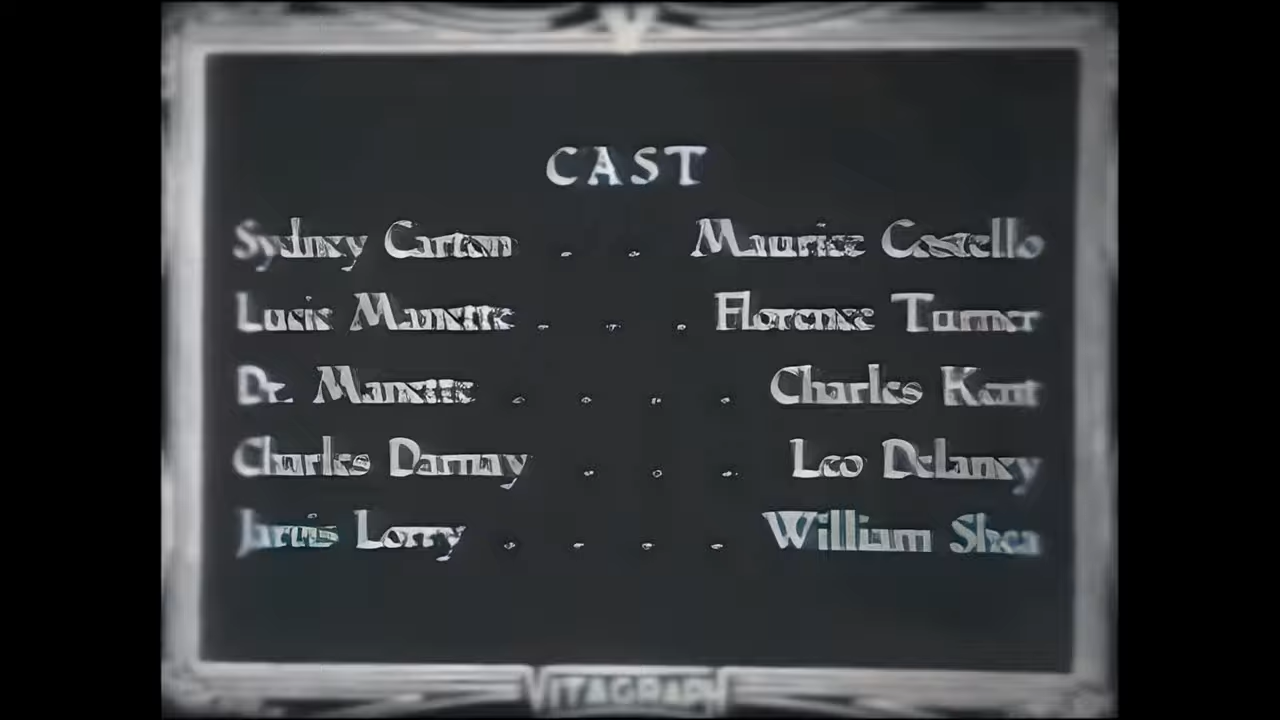 CAST
Sydney Carton . . Maurice Costello
Lucie Manette . . . Florence Turner
Dr. Manette . . . . Charles Kent
Charles Darnay . . . Leo Delaney
Jarvis Lorry . . . . William Shea
VITAGRAPH